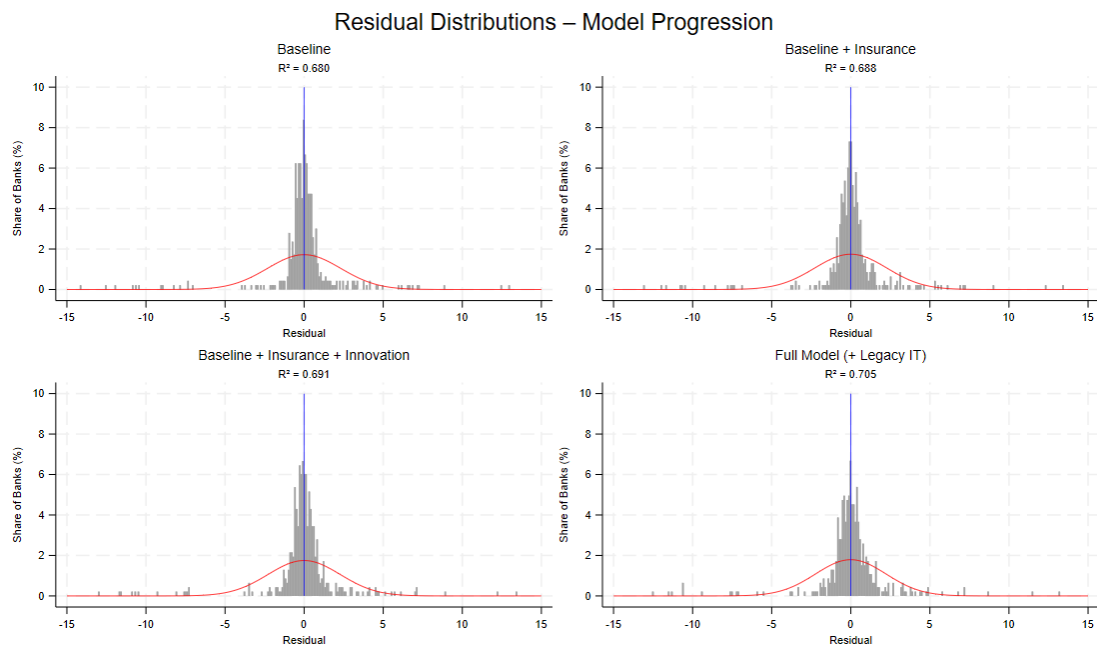 Residual Distributions – Model Progression
Baseline
R² = 0.680
10
8
6
4
2
0
Share of Banks (%)
-15 -10 -5 0 5 10 15
Residual
Baseline + Insurance
R² = 0.688
10
8
6
4
2
0
Share of Banks (%)
-15 -10 -5 0 5 10 15
Residual
Baseline + Insurance + Innovation
R² = 0.691
10
8
6
4
2
0
Share of Banks (%)
-15 -10 -5 0 5 10 15
Residual
Full Model (+ Legacy IT)
R² = 0.705
10
8
6
4
2
0
Share of Banks (%)
-15 -10 -5 0 5 10 15
Residual